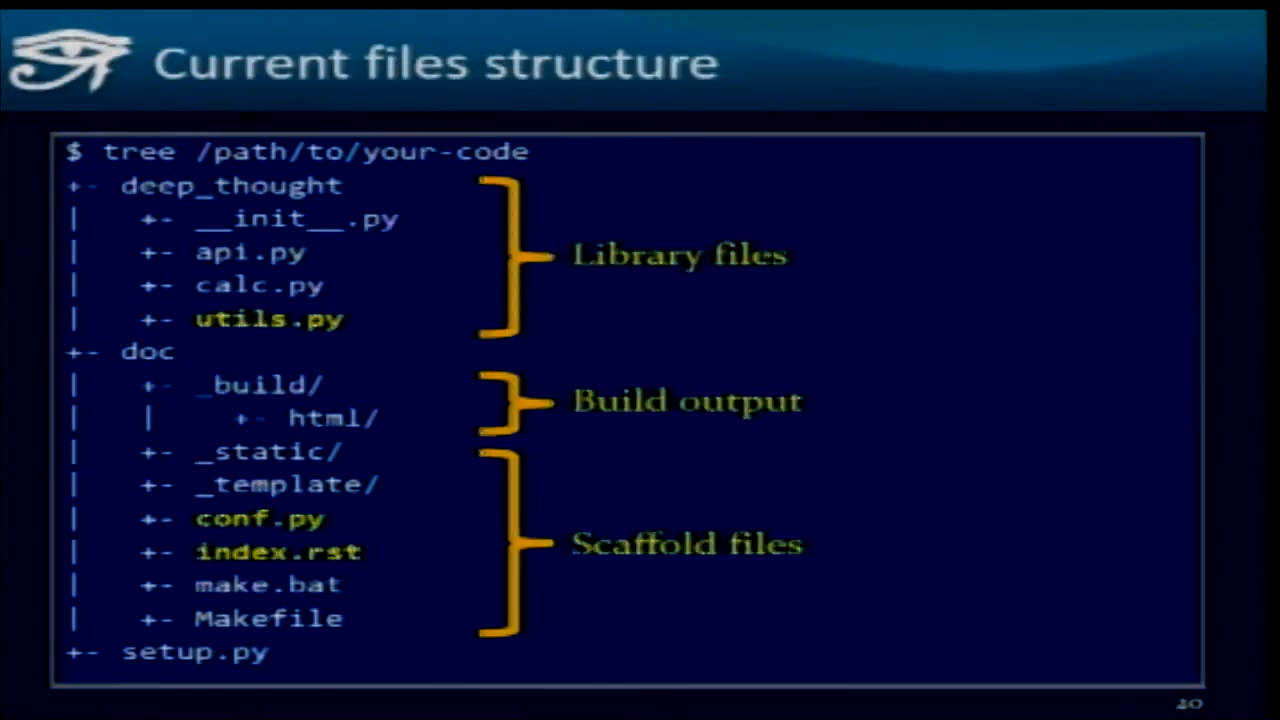 Current files structure
$ tree /path/to/your-code
+- deep_thought
|    +- __init__.py
|    +- api.py
|    +- calc.py
|    +- utils.py
+- doc
|    +- _build/
|    |    +- html/
|    +- _static/
|    +- _template/
|    +- conf.py
|    +- index.rst
|    +- make.bat
|    +- Makefile
+- setup.py
Library files
Build output
Scaffold files